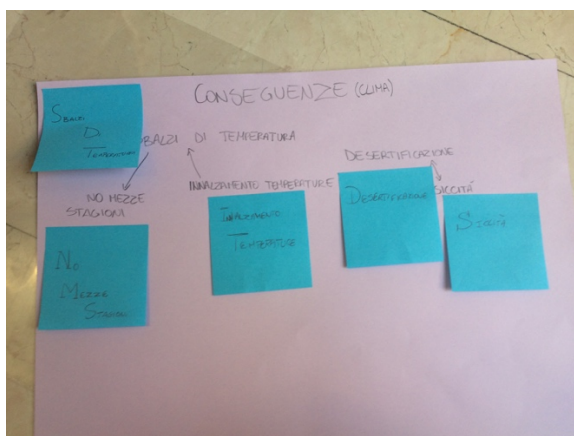 CONSEGUENZE (CLIMA)
SBALZI
DI
TEMPERATURA
SBALZI DI TEMPERATURA
DESERTIFICAZIONE
NO MEZZE
STAGIONI
INNALZAMENTO TEMPERATURE
SICCITÁ
DESERTIFICAZIONE
INNALZAMENTO
TEMPERATURE
SICCITÀ
NO
MEZZE
STAGIONI